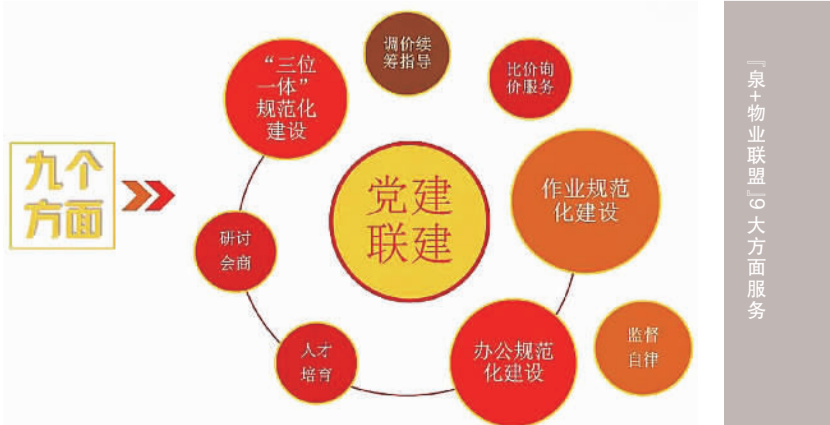 九个
方面
“三位
一体”
规范化
建设
调价续
筹指导
比价询
价服务
作业规范
化建设
党建
联建
研讨
会商
人才
培育
办公规范
化建设
监督
自律
『泉+物业联盟』9大方面服务